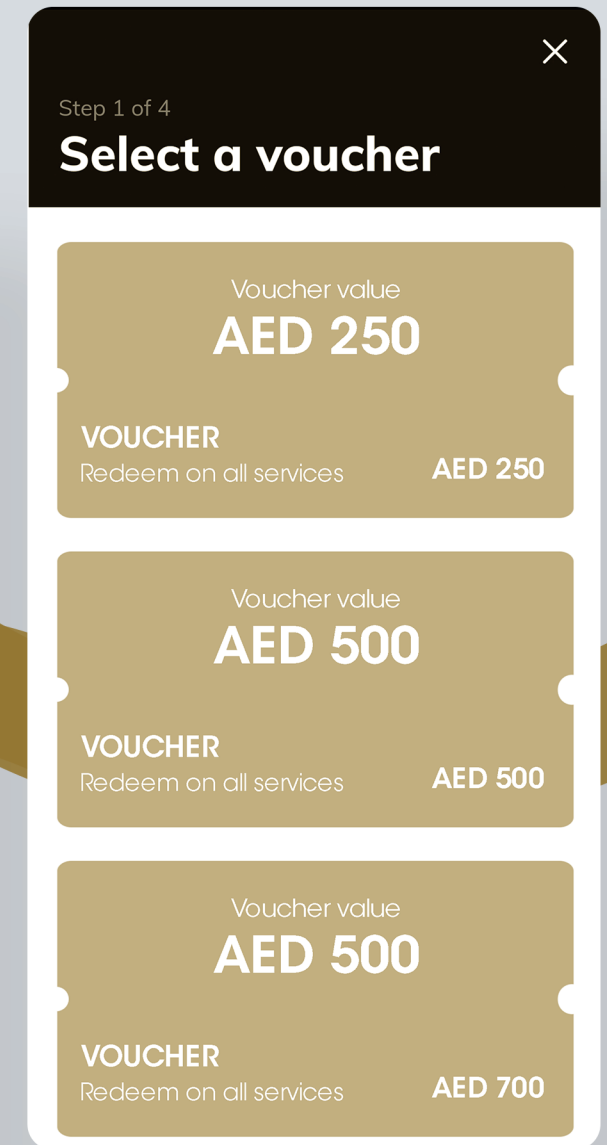 Step 1 of 4
Select a voucher
Voucher value
AED 250
VOUCHER
Redeem on all services
AED 250
Voucher value
AED 500
VOUCHER
Redeem on all services
AED 500
Voucher value
AED 500
VOUCHER
Redeem on all services
AED 700